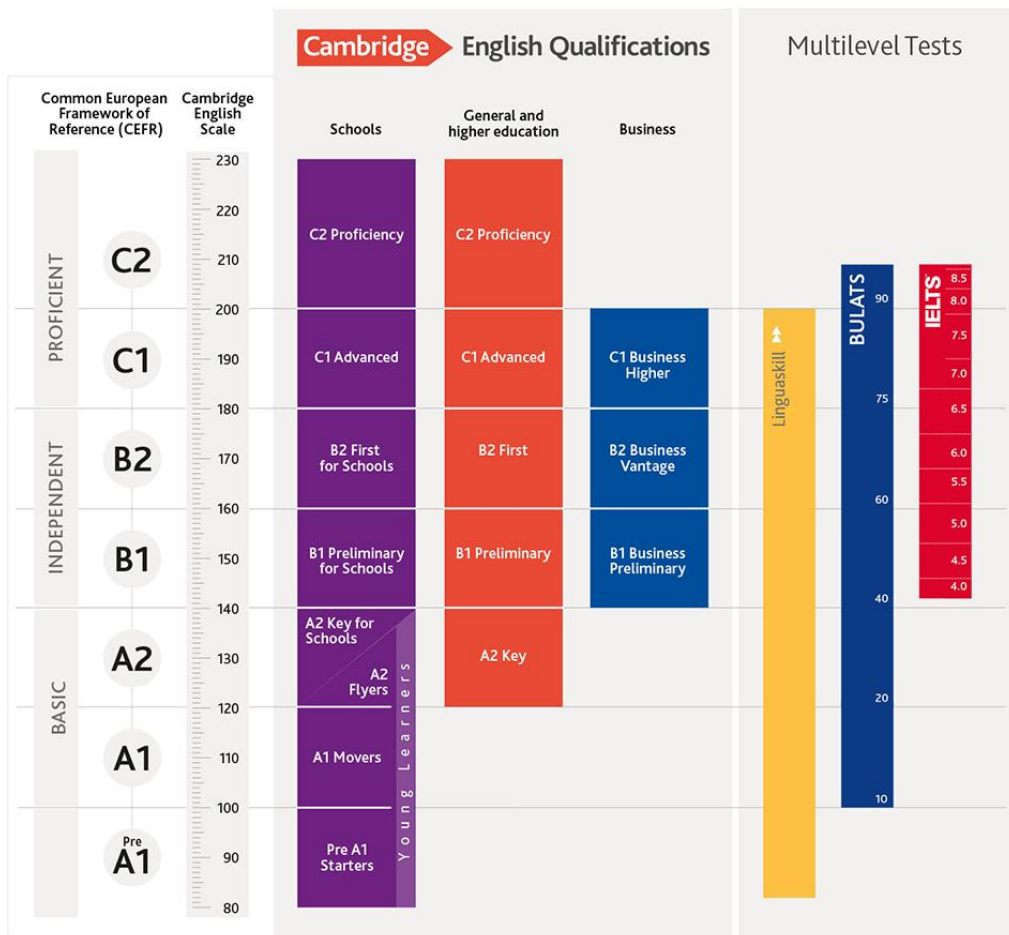 Cambridge English Qualifications
Multilevel Tests
Common European
Framework of
Reference (CEFR)
Cambridge
English
Scale
Schools
General and
higher education
Business
PROFICIENT
INDEPENDENT
BASIC
C2
C1
B2
B1
A2
A1
Pre
A1
230
220
210
200
190
180
170
160
150
140
130
120
110
100
90
80
C2 Proficiency
C1 Advanced
B2 First
for Schools
B1 Preliminary
for Schools
A2 Key for
Schools
A2
Flyers
A1 Movers
Pre A1
Starters
Young Learners
C2 Proficiency
C1 Advanced
B2 First
B1 Preliminary
A2 Key
C1 Business
Higher
B2 Business
Vantage
B1 Business
Preliminary
Linguaskill
BULATS
90
75
60
40
20
10
IELTS
8.5
8.0
7.5
7.0
6.5
6.0
5.5
5.0
4.5
4.0